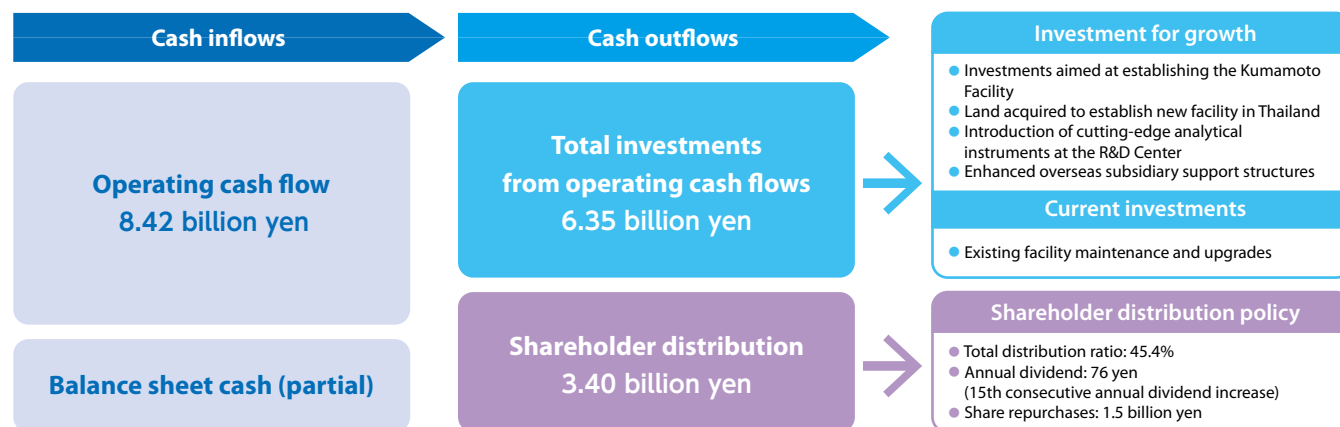 Cash inflows
Operating cash flow
8.42 billion yen
Balance sheet cash (partial)
Cash outflows
Total investments
from operating cash flows
6.35 billion yen
Shareholder distribution
3.40 billion yen
Investment for growth
● Investments aimed at establishing the Kumamoto
Facility
● Land acquired to establish new facility in Thailand
● Introduction of cutting-edge analytical
instruments at the R&D Center
● Enhanced overseas subsidiary support structures
Current investments
● Existing facility maintenance and upgrades
Shareholder distribution policy
● Total distribution ratio: 45.4%
● Annual dividend: 76 yen
(15th consecutive annual dividend increase)
● Share repurchases: 1.5 billion yen